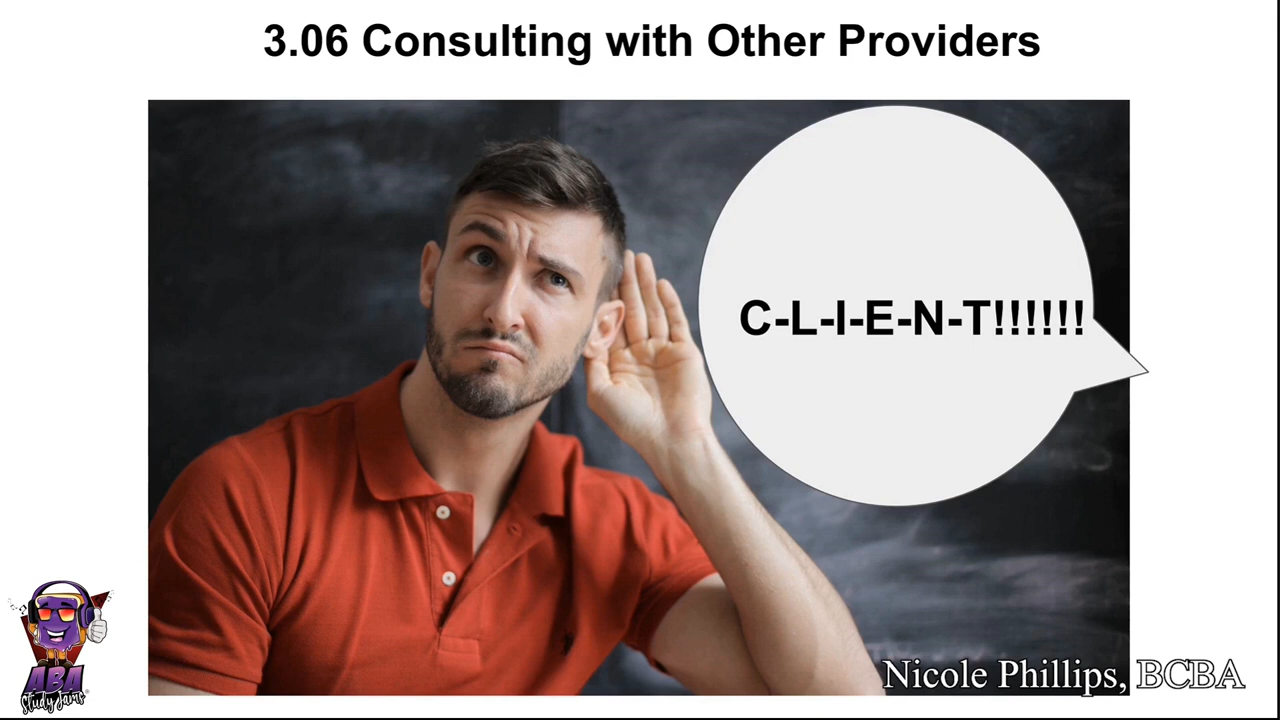 3.06 Consulting with Other Providers
C-L-I-E-N-T!!!!!!
Nicole Phillips, BCBA
ABA
Study Jams